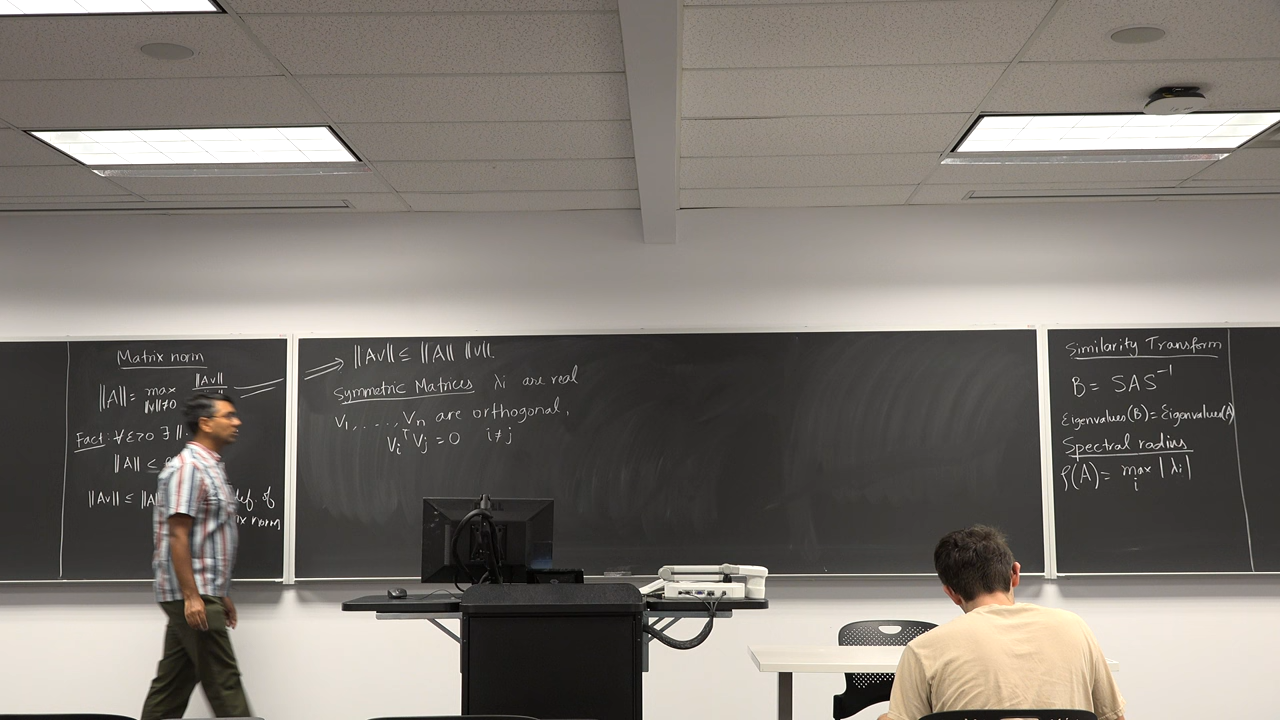 Matrix norm
||A|| = max ||Av||
||v||≠0
Fact: ∀ε>0 ∃ ||.
||A|| ≤
||Av|| ≤ ||A def. of
ix norm
||Av|| ≤ ||A|| ||v||.
Symmetric Matrices λi are real
V1, . . . , Vn are orthogonal,
ViᵀVj = 0 i≠j
Similarity Transform
B = SAS⁻¹
Eigenvalues(B) = Eigenvalues(A)
Spectral radius
ρ(A) = max |λi|
i